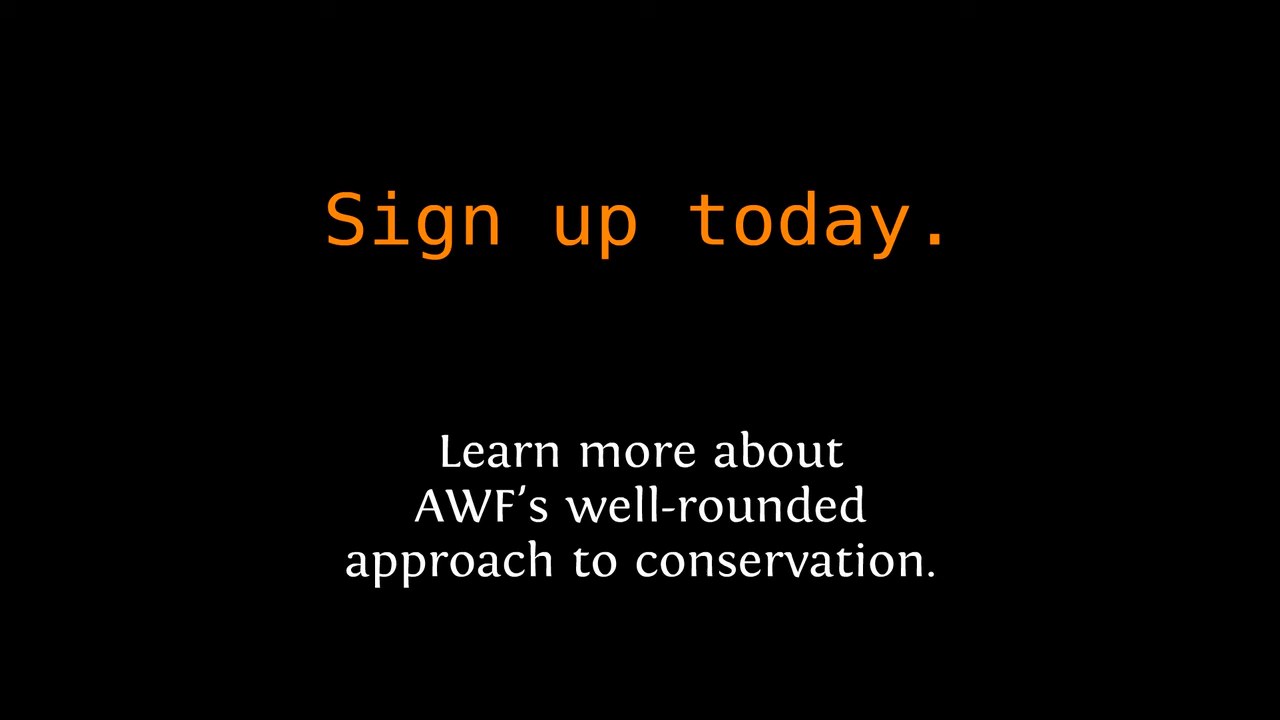 Sign up today.
Learn more about
AWF's well-rounded
approach to conservation.